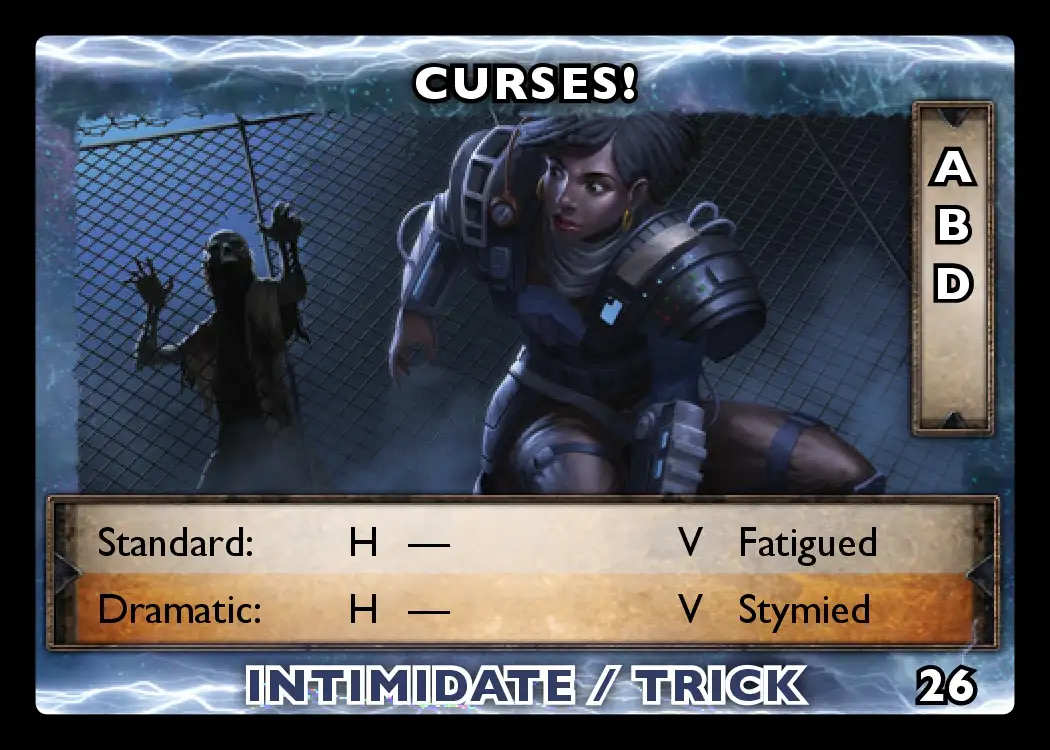 CURSES!
A
B
D
Standard: H — V Fatigued
Dramatic: H — V Stymied
INTIMIDATE / TRICK
26